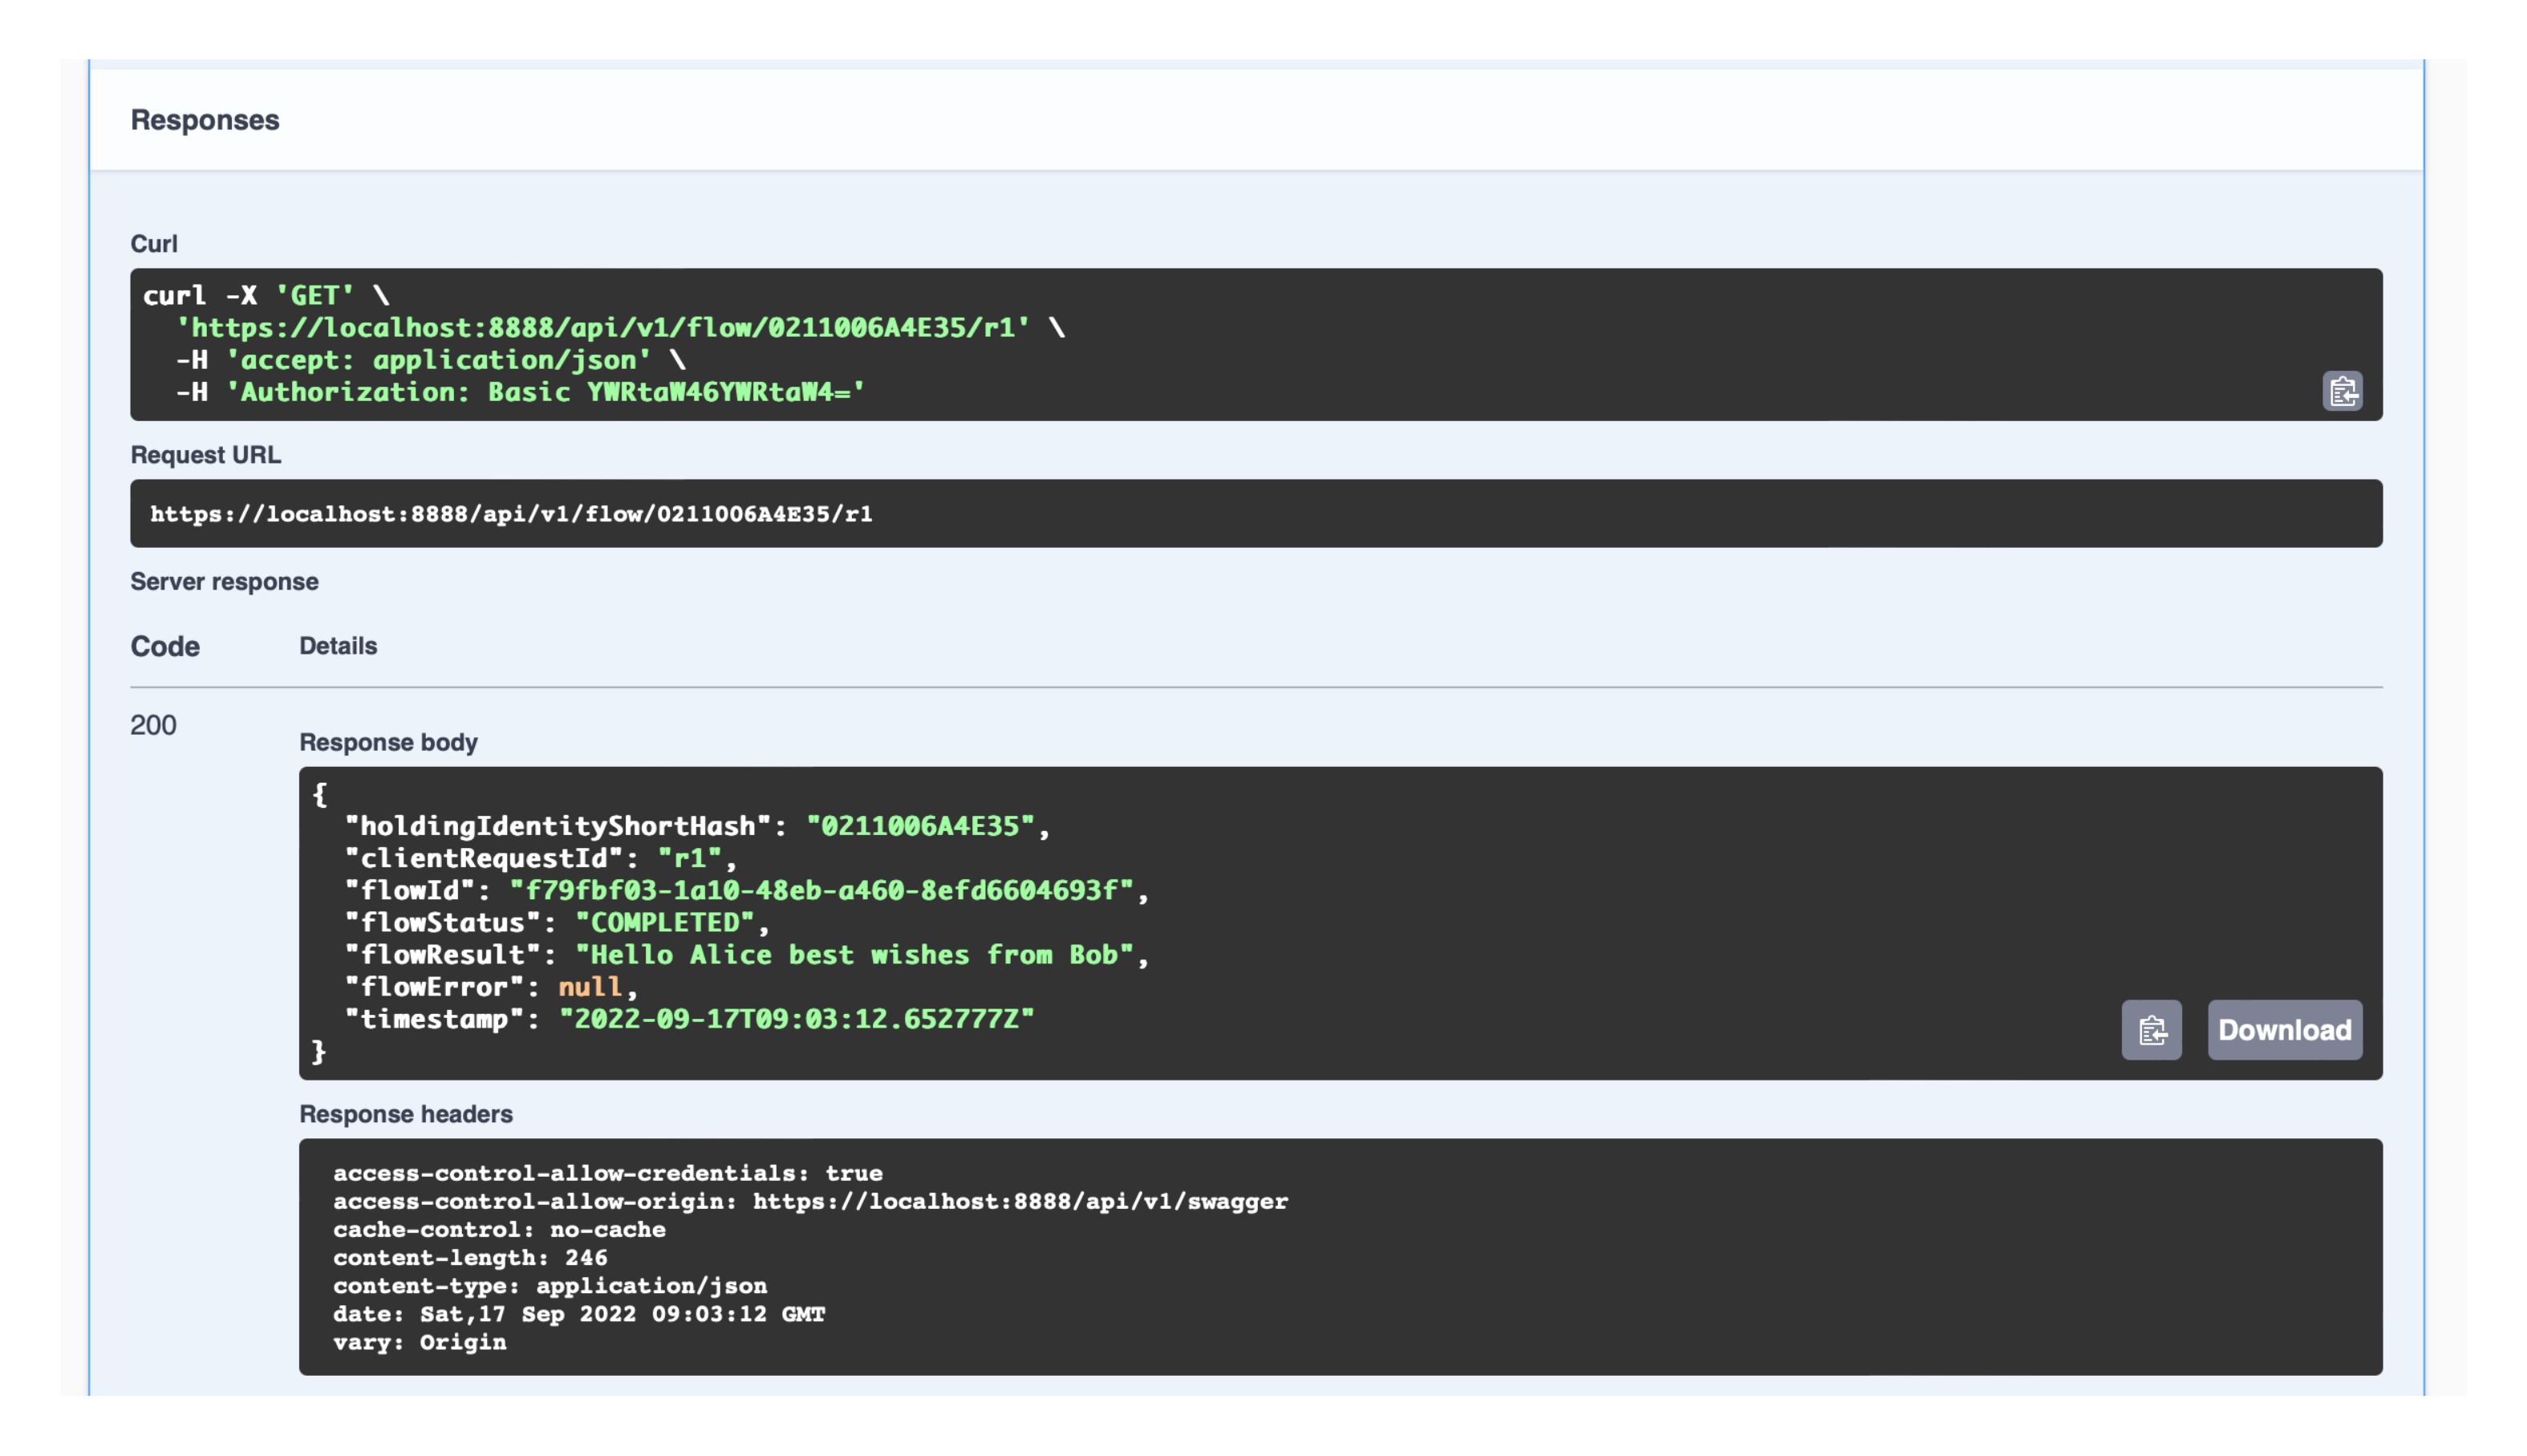 Responses
Curl
curl -X 'GET' \
'https://localhost:8888/api/v1/flow/0211006A4E35/r1' \
-H 'accept: application/json' \
-H 'Authorization: Basic YWRtaW46YWRtaW4='
Request URL
https://localhost:8888/api/v1/flow/0211006A4E35/r1
Server response
Code Details
200
Response body
{
"holdingIdentityShortHash": "0211006A4E35",
"clientRequestId": "r1",
"flowId": "f79fbf03-1a10-48eb-a460-8efd6604693f",
"flowStatus": "COMPLETED",
"flowResult": "Hello Alice best wishes from Bob",
"flowError": null,
"timestamp": "2022-09-17T09:03:12.652777Z"
}
Download
Response headers
access-control-allow-credentials: true
access-control-allow-origin: https://localhost:8888/api/v1/swagger
cache-control: no-cache
content-length: 246
content-type: application/json
date: Sat,17 Sep 2022 09:03:12 GMT
vary: Origin